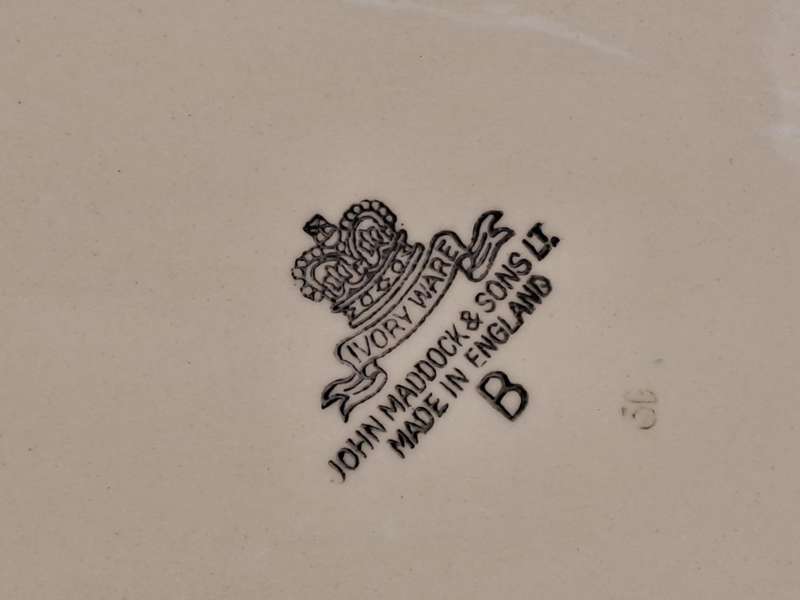 IVORY WARE
JOHN MADDOCK & SONS LT.
MADE IN ENGLAND
B